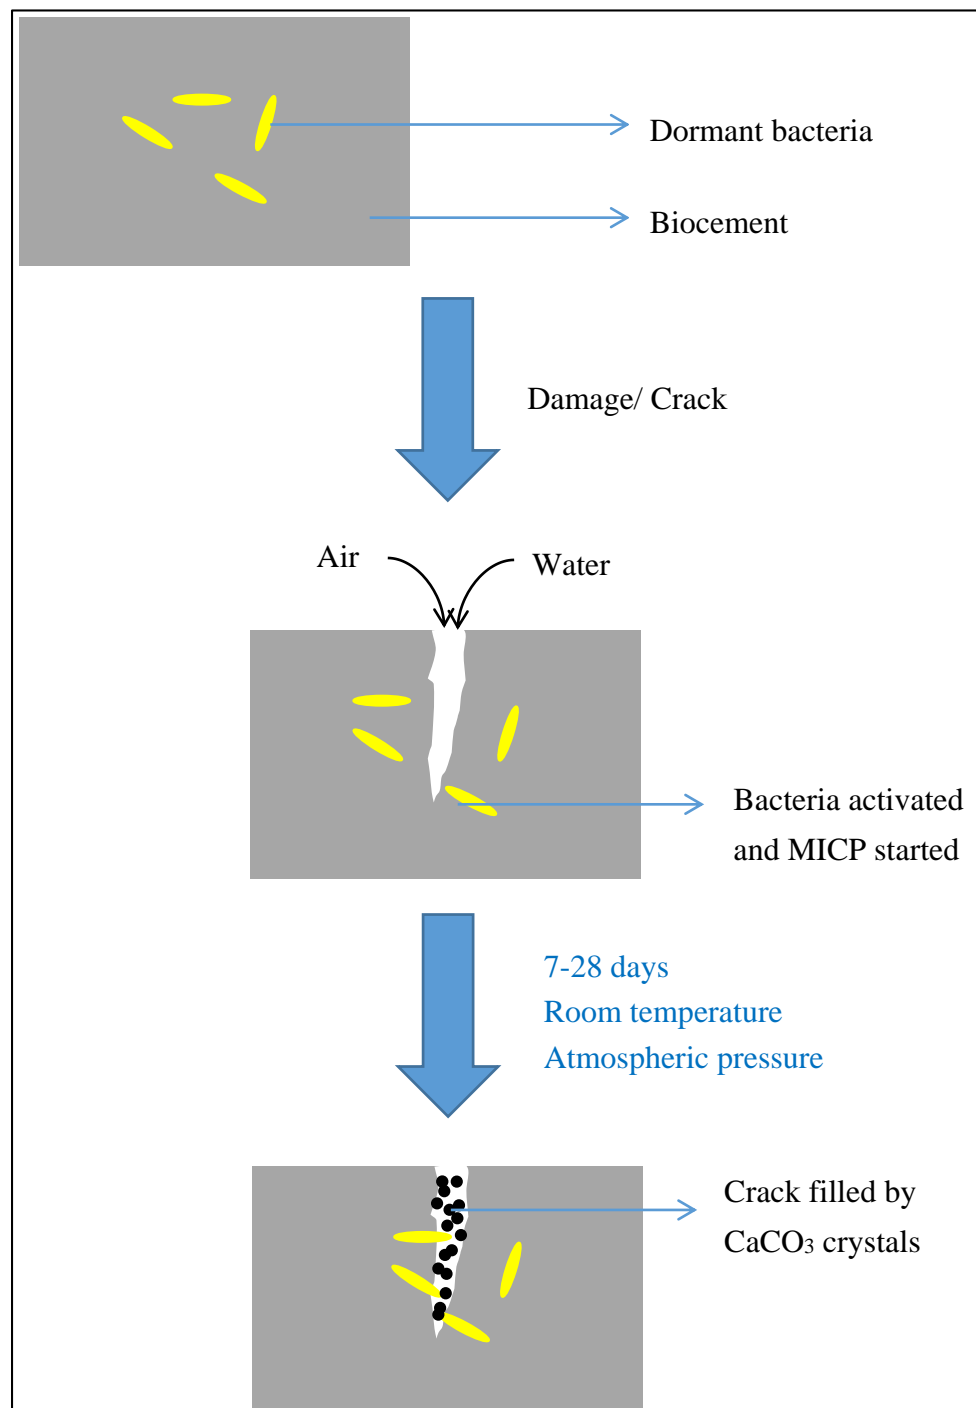 Dormant bacteria
Biocement
Damage/ Crack
Air
Water
Bacteria activated
and MICP started
7-28 days
Room temperature
Atmospheric pressure
Crack filled by
CaCO₃ crystals